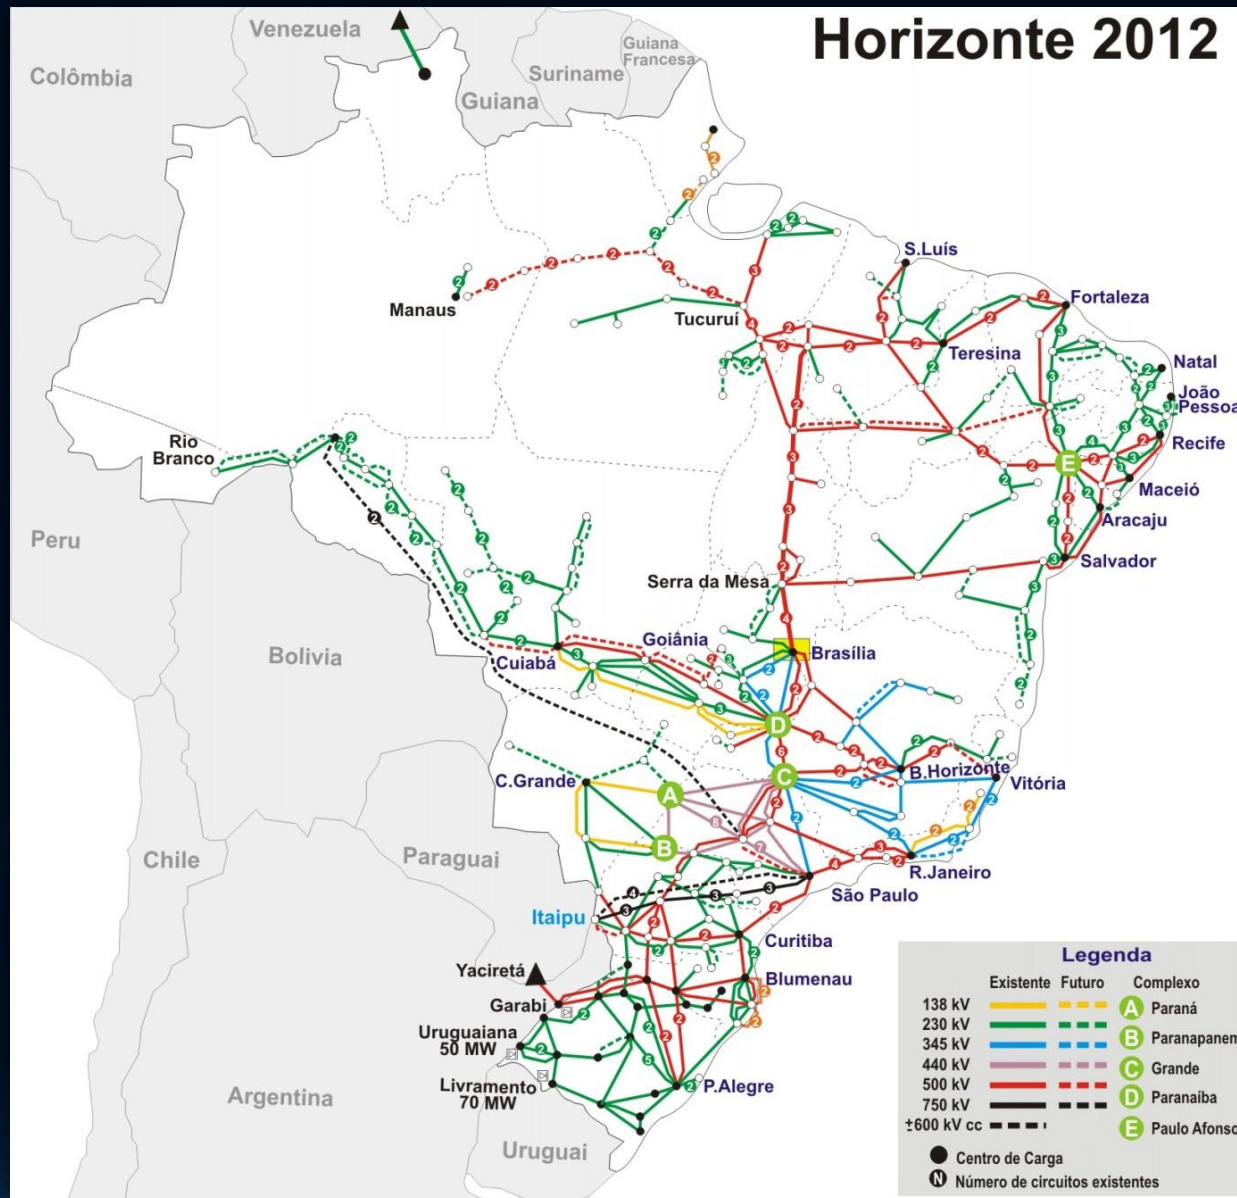 Horizonte 2012
Venezuela
Colômbia
Guiana
Suriname
Guiana
Francesa
Manaus
Tucuruí
S.Luís
Fortaleza
Teresina
Natal
João
Pessoa
Recife
Maceió
Aracaju
Salvador
Rio
Branco
Peru
Bolivia
Serra da Mesa
Goiânia
Cuiabá
Brasília
C.Grande
B.Horizonte
Vitória
R.Janeiro
São Paulo
Chile
Paraguai
Itaipu
Curitiba
Yaciretá
Blumenau
Garabi
Uruguaiana
50 MW
Livramento
70 MW
P.Alegre
Argentina
Uruguai
A
B
C
D
E
Legenda
Existente Futuro Complexo
138 kV A Paraná
230 kV B Paranapanem
345 kV
440 kV C Grande
500 kV D Paranaíba
750 kV
±600 kV cc E Paulo Afonso
Centro de Carga
N Número de circuitos existentes